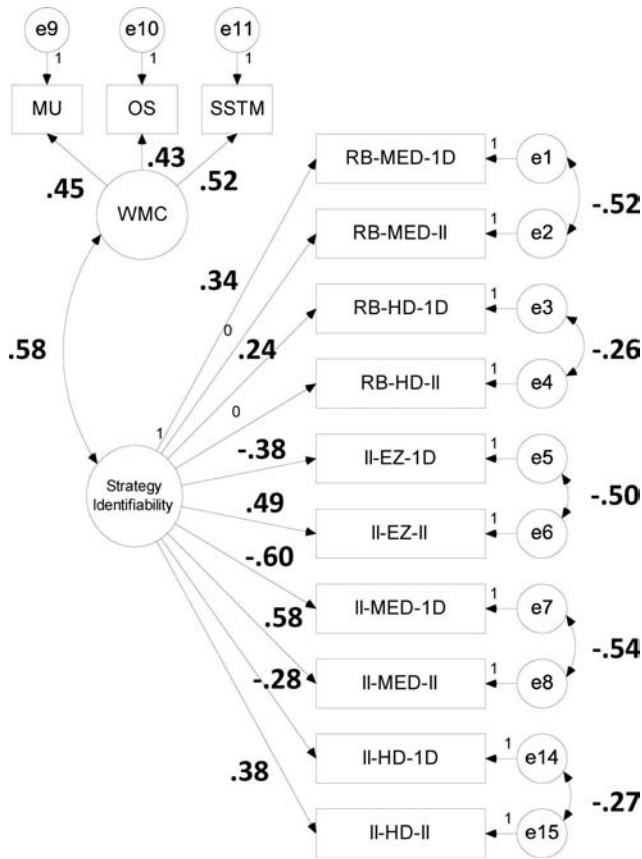 e9 e10 e11
1 1 1
MU OS SSTM
.45 .43 .52
WMC
.58
Strategy
Identifiability
1
.34 RB-MED-1D 1 e1
-.52
0 RB-MED-II 1 e2
.24 RB-HD-1D 1 e3
-.26
0 RB-HD-II 1 e4
-.38 II-EZ-1D 1 e5
-.50
.49 II-EZ-II 1 e6
-.60 II-MED-1D 1 e7
-.54
.58 II-MED-II 1 e8
-.28 II-HD-1D 1 e14
-.27
.38 II-HD-II 1 e15